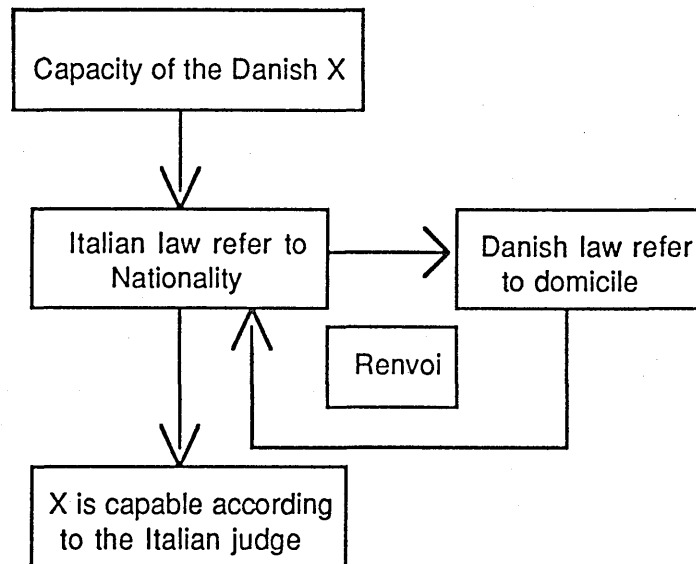 Capacity of the Danish X
Italian law refer to
Nationality
Danish law refer
to domicile
Renvoi
X is capable according
to the Italian judge